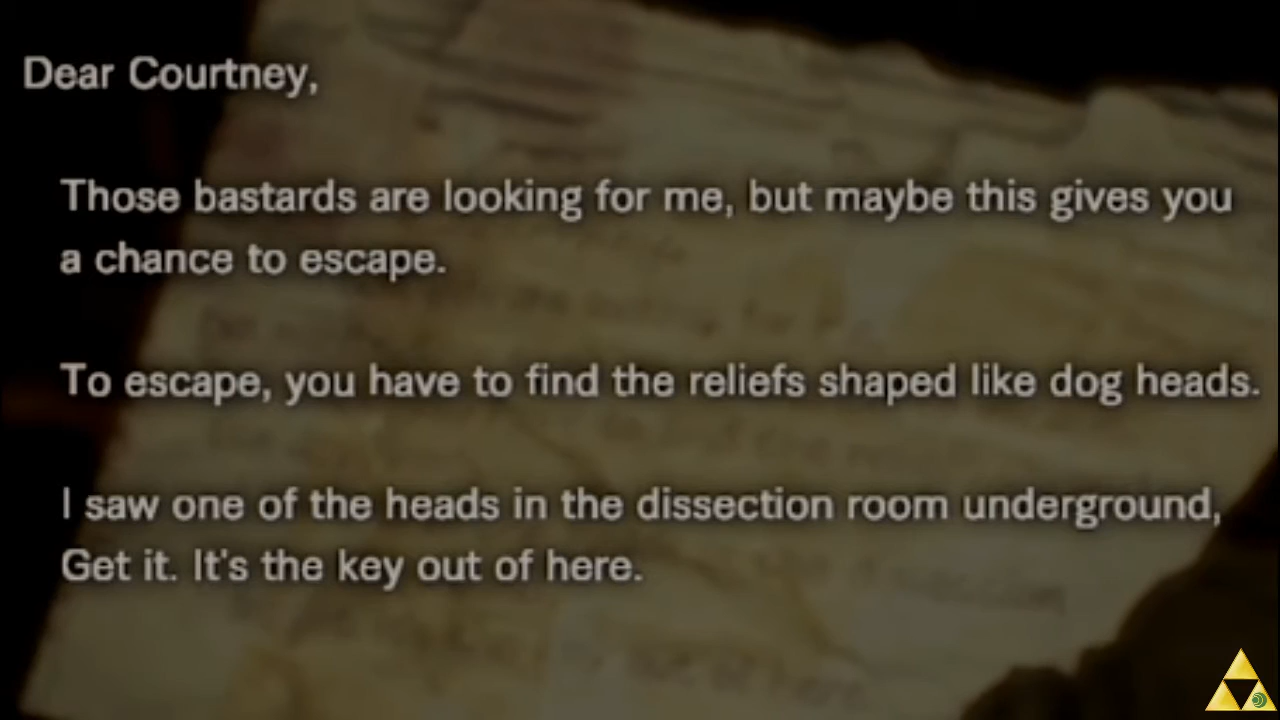 Dear Courtney,
Those bastards are looking for me, but maybe this gives you
a chance to escape.
To escape, you have to find the reliefs shaped like dog heads.
I saw one of the heads in the dissection room underground,
Get it. It's the key out of here.